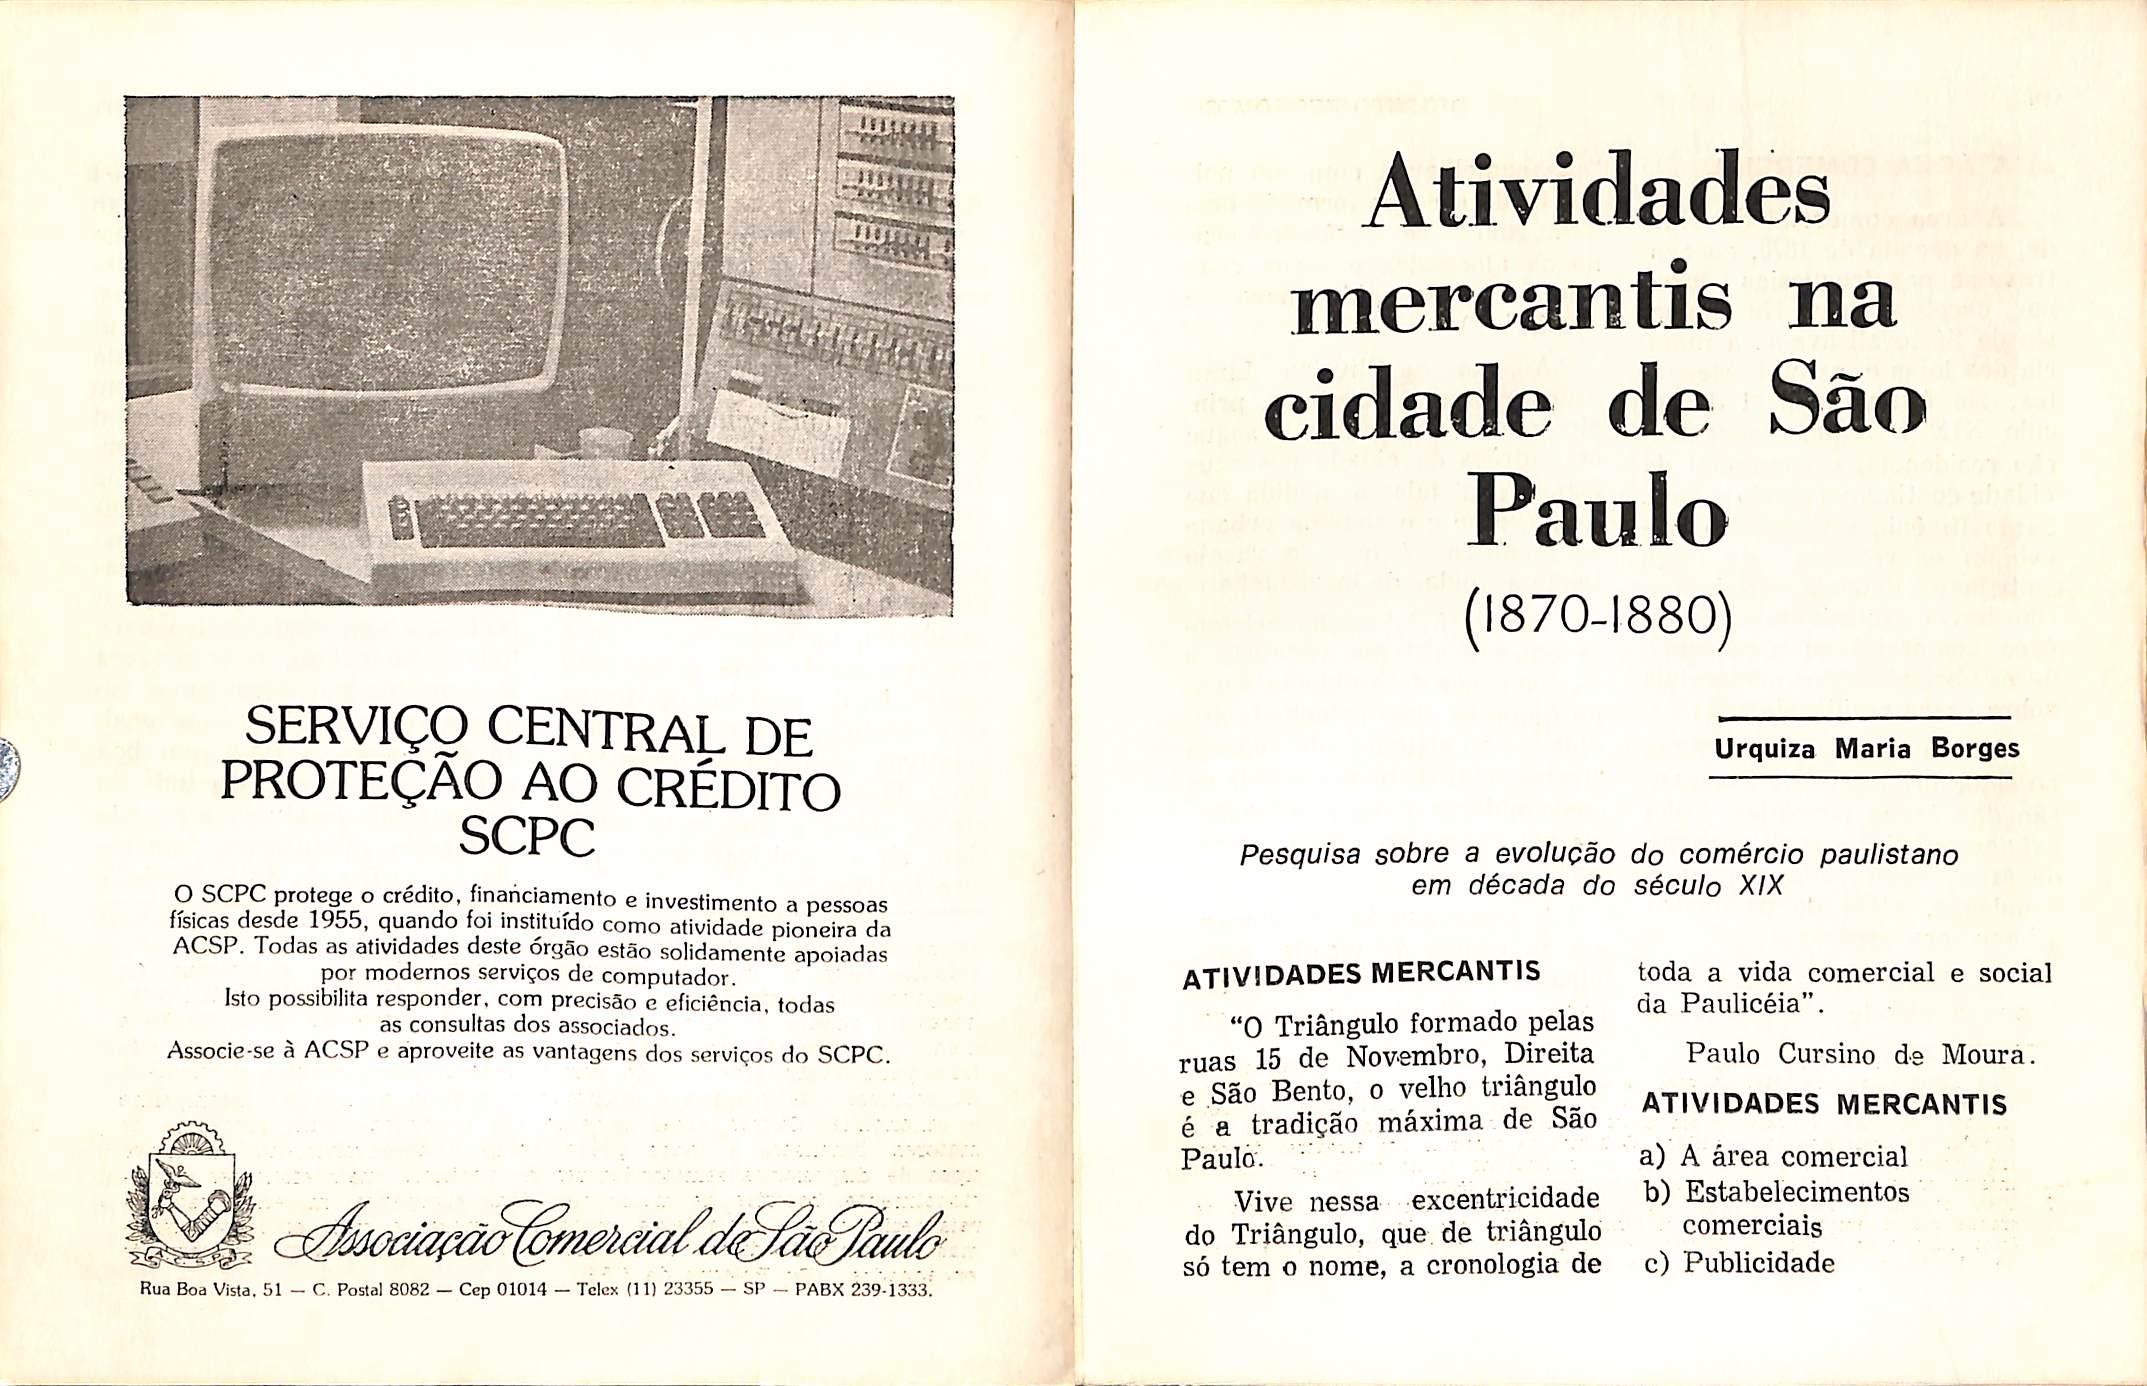 SERVIÇO CENTRAL DE
PROTEÇÃO AO CRÉDITO
SCPC
O SCPC protege o crédito, financiamento e investimento a pessoas
físicas desde 1955, quando foi instituído como atividade pioneira da
ACSP. Todas as atividades deste órgão estão solidamente apoiadas
por modernos serviços de computador.
Isto possibilita responder, com precisão e eficiência, todas
as consultas dos associados.
Associe-se à ACSP e aproveite as vantagens dos serviços do SCPC.
Associação Comercial de São Paulo
Rua Boa Vista, 51 — C. Postal 8082 — Cep 01014 — Telex (11) 23355 — SP — PABX 239-1333.
Atividades
mercantis na
cidade de São
Paulo
(1870-1880)
Urquiza Maria Borges
Pesquisa sobre a evolução do comércio paulistano
em década do século XIX
ATIVIDADES MERCANTIS
“O Triângulo formado pelas
ruas 15 de Novembro, Direita
e São Bento, o velho triângulo
é a tradição máxima de São
Paulo.
Vive nessa excentricidade
do Triângulo, que de triângulo
só tem o nome, a cronologia de
toda a vida comercial e social
da Paulicéia”.
Paulo Cursino de Moura.
ATIVIDADES MERCANTIS
a) A área comercial
b) Estabelecimentos
comerciais
c) Publicidade